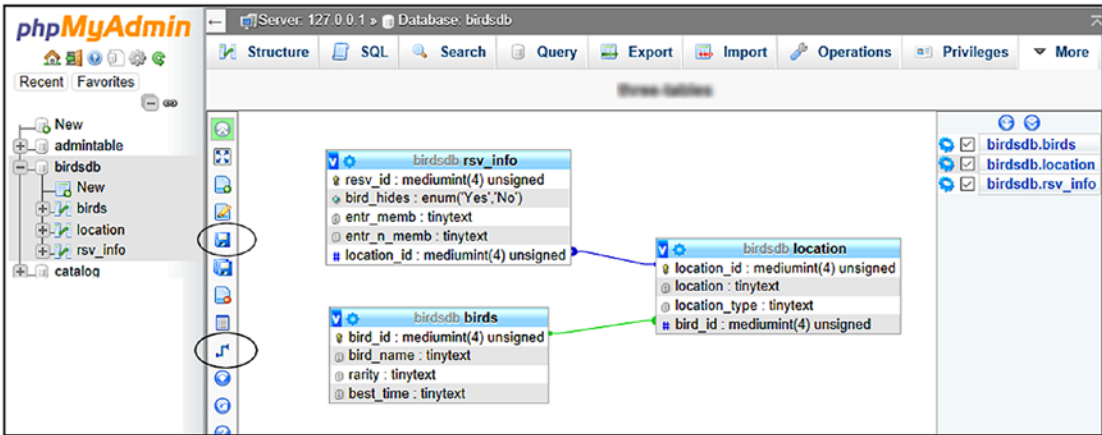 phpMyAdmin
Recent Favorites
New
admintable
birdsdb
New
birds
location
rsv_info
catalog
Server: 127.0.0.1 » Database: birdsdb
Structure SQL Search Query Export Import Operations Privileges More
three-tables
birdsdb rsv_info
resv_id : mediumint(4) unsigned
bird_hides : enum('Yes','No')
entr_memb : tinytext
entr_n_memb : tinytext
location_id : mediumint(4) unsigned
birdsdb location
location_id : mediumint(4) unsigned
location : tinytext
location_type : tinytext
bird_id : mediumint(4) unsigned
birdsdb birds
bird_id : mediumint(4) unsigned
bird_name : tinytext
rarity : tinytext
best_time : tinytext
birdsdb.birds
birdsdb.location
birdsdb.rsv_info